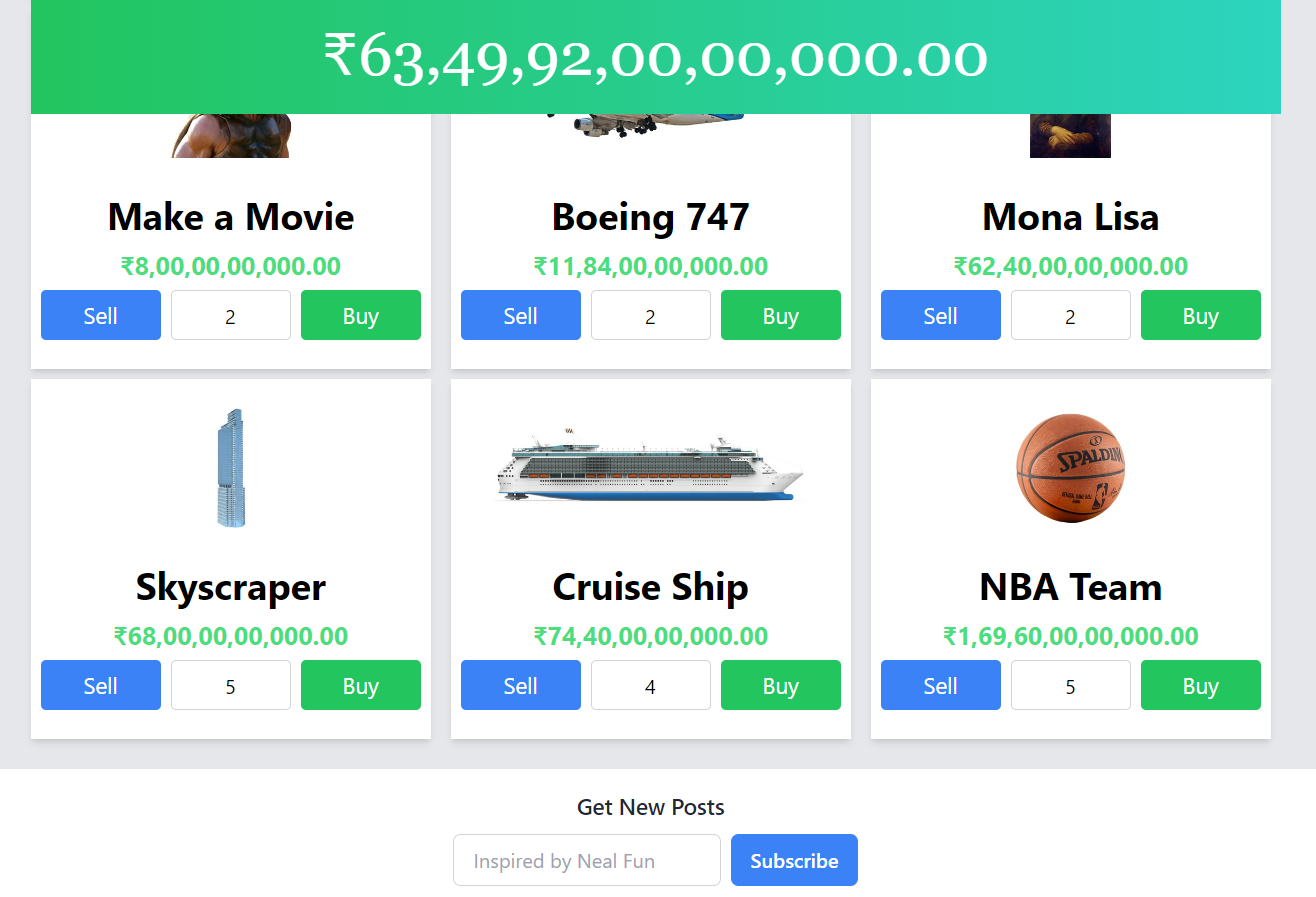 ₹63,49,92,00,00,000.00
Make a Movie
₹8,00,00,00,000.00
Sell 2 Buy
Boeing 747
₹11,84,00,00,000.00
Sell 2 Buy
Mona Lisa
₹62,40,00,00,000.00
Sell 2 Buy
Skyscraper
₹68,00,00,00,000.00
Sell 5 Buy
Cruise Ship
₹74,40,00,00,000.00
Sell 4 Buy
SPALDING
NBA Team
₹1,69,60,00,00,000.00
Sell 5 Buy
Get New Posts
Inspired by Neal Fun
Subscribe